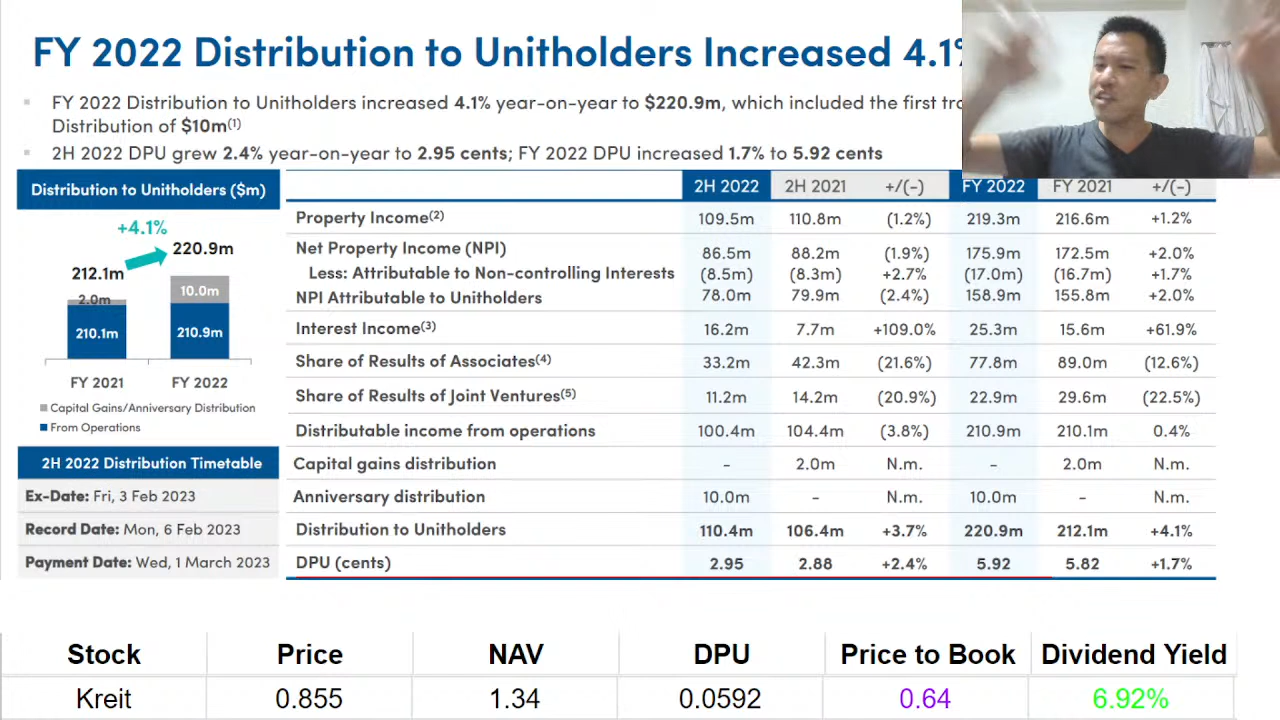 FY 2022 Distribution to Unitholders Increased 4.1%
FY 2022 Distribution to Unitholders increased 4.1% year-on-year to $220.9m, which included the first
Distribution of $10m(1)
2H 2022 DPU grew 2.4% year-on-year to 2.95 cents; FY 2022 DPU increased 1.7% to 5.92 cents
Distribution to Unitholders ($m)
+4.1%
220.9m
212.1m
2.0m
10.0m
210.1m 210.9m
FY 2021 FY 2022
Capital Gains/Anniversary Distribution
From Operations
2H 2022 Distribution Timetable
Ex-Date: Fri, 3 Feb 2023
Record Date: Mon, 6 Feb 2023
Payment Date: Wed, 1 March 2023
2H 2022 2H 2021 +/(-) FY 2022 FY 2021 +/(-)
Property Income(2) 109.5m 110.8m (1.2%) 219.3m 216.6m +1.2%
Net Property Income (NPI) 86.5m 88.2m (1.9%) 175.9m 172.5m +2.0%
Less: Attributable to Non-controlling Interests (8.5m) (8.3m) +2.7% (17.0m) (16.7m) +1.7%
NPI Attributable to Unitholders 78.0m 79.9m (2.4%) 158.9m 155.8m +2.0%
Interest Income(3) 16.2m 7.7m +109.0% 25.3m 15.6m +61.9%
Share of Results of Associates(4) 33.2m 42.3m (21.6%) 77.8m 89.0m (12.6%)
Share of Results of Joint Ventures(5) 11.2m 14.2m (20.9%) 22.9m 29.6m (22.5%)
Distributable income from operations 100.4m 104.4m (3.8%) 210.9m 210.1m 0.4%
Capital gains distribution - 2.0m N.m. - 2.0m N.m.
Anniversary distribution 10.0m - N.m. 10.0m - N.m.
Distribution to Unitholders 110.4m 106.4m +3.7% 220.9m 212.1m +4.1%
DPU (cents) 2.95 2.88 +2.4% 5.92 5.82 +1.7%
Stock Price NAV DPU Price to Book Dividend Yield
Kreit 0.855 1.34 0.0592 0.64 6.92%